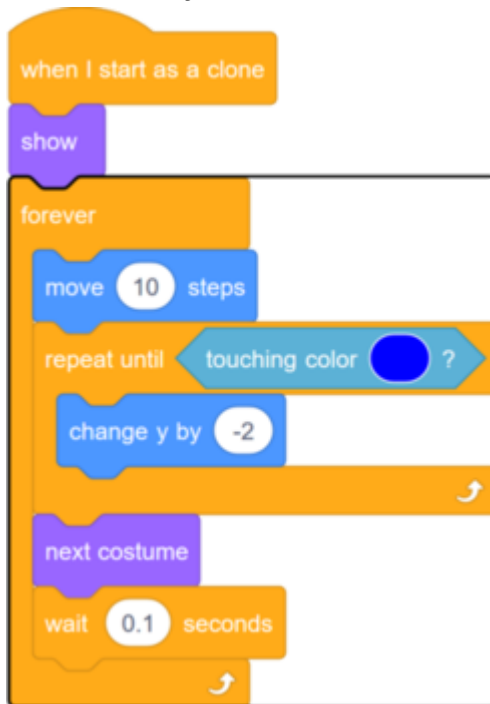 when I start as a clone
show
forever
move 10 steps
repeat until touching color ?
change y by -2
next costume
wait 0.1 seconds